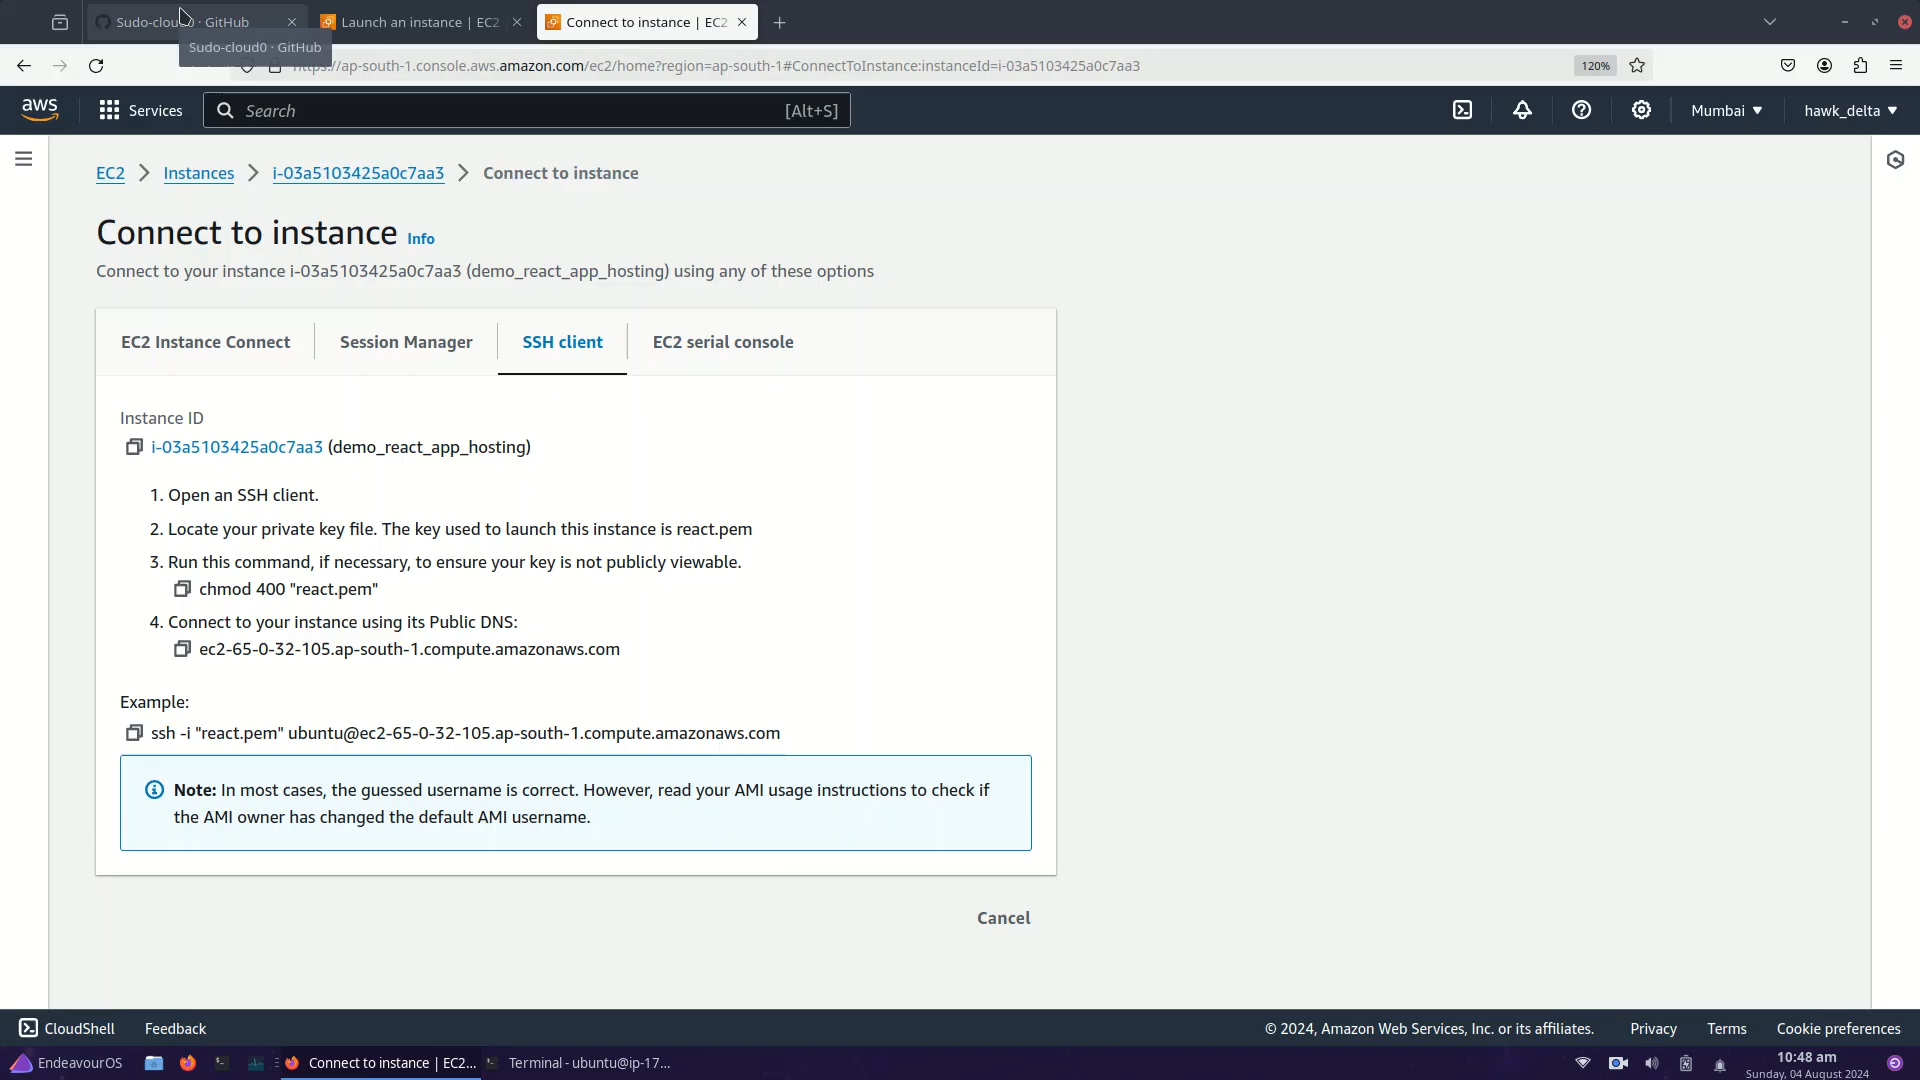 Sudo-cloud0 · GitHub
Launch an instance | EC2
Connect to instance | EC2
Sudo-cloud0 · GitHub
https://ap-south-1.console.aws.amazon.com/ec2/home?region=ap-south-1#ConnectToInstance:instanceId=i-03a5103425a0c7aa3
120%
aws
Services
Search
[Alt+S]
Mumbai
hawk_delta
EC2
Instances
i-03a5103425a0c7aa3
Connect to instance
Connect to instance Info
Connect to your instance i-03a5103425a0c7aa3 (demo_react_app_hosting) using any of these options
EC2 Instance Connect
Session Manager
SSH client
EC2 serial console
Instance ID
i-03a5103425a0c7aa3 (demo_react_app_hosting)
1. Open an SSH client.
2. Locate your private key file. The key used to launch this instance is react.pem
3. Run this command, if necessary, to ensure your key is not publicly viewable.
chmod 400 "react.pem"
4. Connect to your instance using its Public DNS:
ec2-65-0-32-105.ap-south-1.compute.amazonaws.com
Example:
ssh -i "react.pem" ubuntu@ec2-65-0-32-105.ap-south-1.compute.amazonaws.com
Note: In most cases, the guessed username is correct. However, read your AMI usage instructions to check if
the AMI owner has changed the default AMI username.
Cancel
CloudShell
Feedback
© 2024, Amazon Web Services, Inc. or its affiliates.
Privacy
Terms
Cookie preferences
EndeavourOS
Connect to instance | EC2...
Terminal - ubuntu@ip-17...
10:48 am
Sunday, 04 August 2024